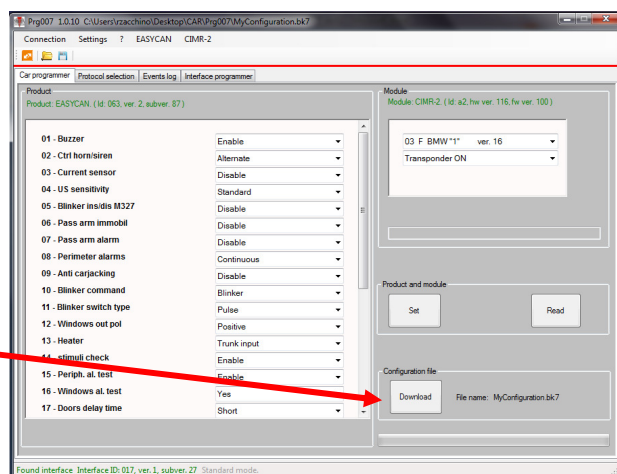 Prg007 1.0.10 C:\Users\rzacchino\Desktop\CAR\Prg007\MyConfiguration.bk7
Connection Settings ? EASYCAN CIMR-2
Car programmer Protocol selection Events log Interface programmer
Product
Product: EASYCAN. ( Id: 063, ver. 2, subver. 87 )
01 - Buzzer Enable
02 - Ctrl horn/siren Alternate
03 - Current sensor Disable
04 - US sensitivity Standard
05 - Blinker ins/dis M327 Disable
06 - Pass arm immobil Disable
07 - Pass arm alarm Disable
08 - Perimeter alarms Continuous
09 - Anti carjacking Disable
10 - Blinker command Blinker
11 - Blinker switch type Pulse
12 - Windows out pol Positive
13 - Heater Trunk input
14 - stimuli check Enable
15 - Periph. al. test Enable
16 - Windows al. test Yes
17 - Doors delay time Short
Module
Module: CIMR-2. ( Id: a2, hw ver. 116, fw ver. 100 )
03 F BMW "1" ver. 16
Transponder ON
Product and module
Set Read
Configuration file
Download File name: MyConfiguration.bk7
Found interface Interface ID: 017, ver. 1, subver. 27 Standard mode.